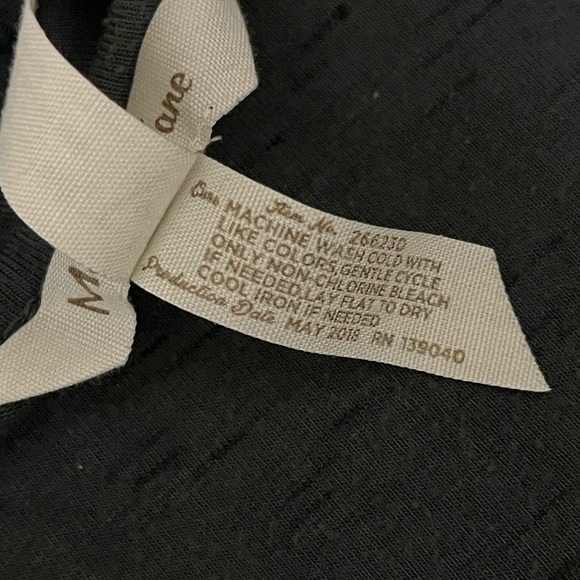 ane
M
Item No. 266230
MACHINE WASH COLD WITH
LIKE COLORS GENTLE CYCLE
ONLY NON-CHLORINE BLEACH
IF NEEDED LAY FLAT TO DRY
COOL IRON IF NEEDED
Production Date MAY 2018 RN 139040